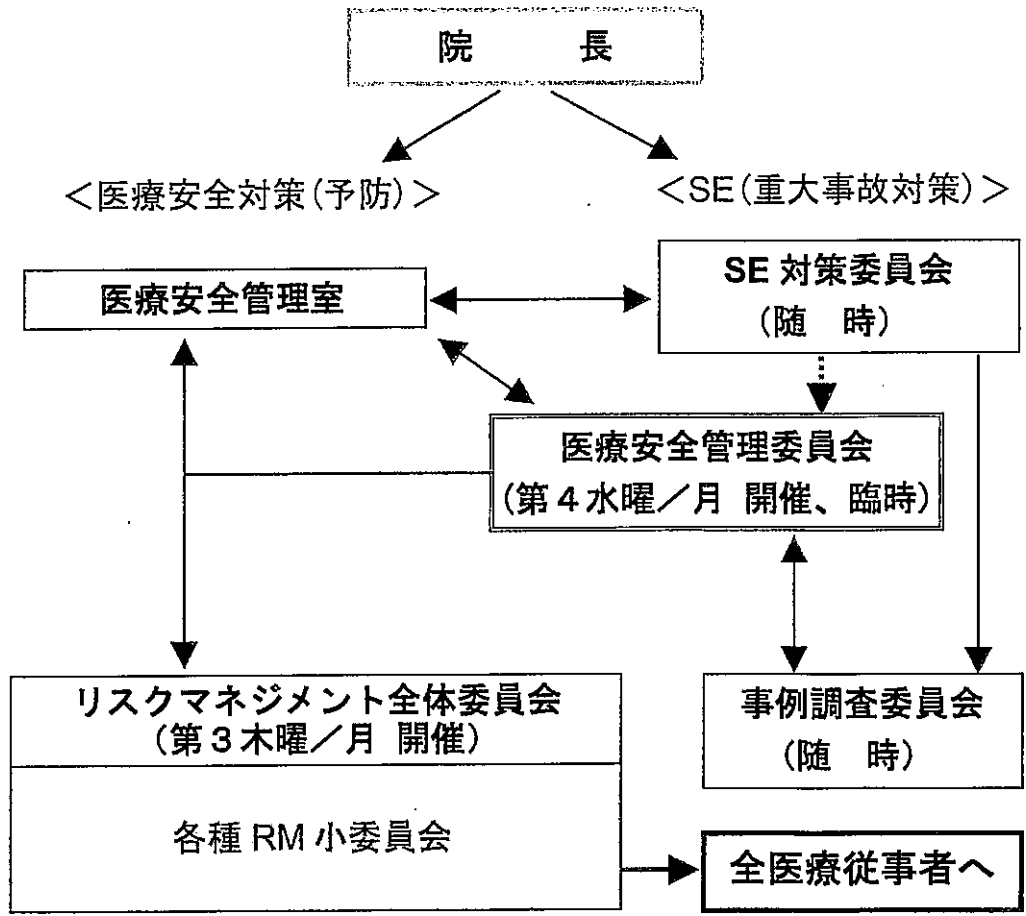 院　長
＜医療安全対策(予防)＞
＜SE(重大事故対策)＞
医療安全管理室
SE 対策委員会
(随　時)
医療安全管理委員会
(第４水曜／月 開催、臨時)
リスクマネジメント全体委員会
(第３木曜／月 開催)
事例調査委員会
(随　時)
各種 RM 小委員会
全医療従事者へ